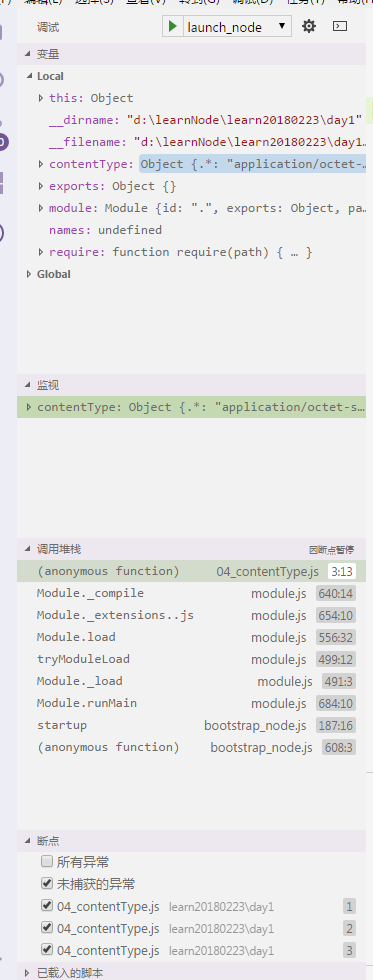 调试 launch_node
变量
Local
this: Object
__dirname: "d:\learnNode\learn20180223\day1"
__filename: "d:\learnNode\learn20180223\day1…
contentType: Object {.*: "application/octet-…
exports: Object {}
module: Module {id: ".", exports: Object, pa…
names: undefined
require: function require(path) { … }
Global
监视
contentType: Object {.*: "application/octet-s…
调用堆栈 因断点暂停
(anonymous function) 04_contentType.js 3:13
Module._compile module.js 640:14
Module._extensions..js module.js 654:10
Module.load module.js 556:32
tryModuleLoad module.js 499:12
Module._load module.js 491:3
Module.runMain module.js 684:10
startup bootstrap_node.js 187:16
(anonymous function) bootstrap_node.js 608:3
断点
所有异常
未捕获的异常
04_contentType.js learn20180223\day1 1
04_contentType.js learn20180223\day1 2
04_contentType.js learn20180223\day1 3
已载入的脚本